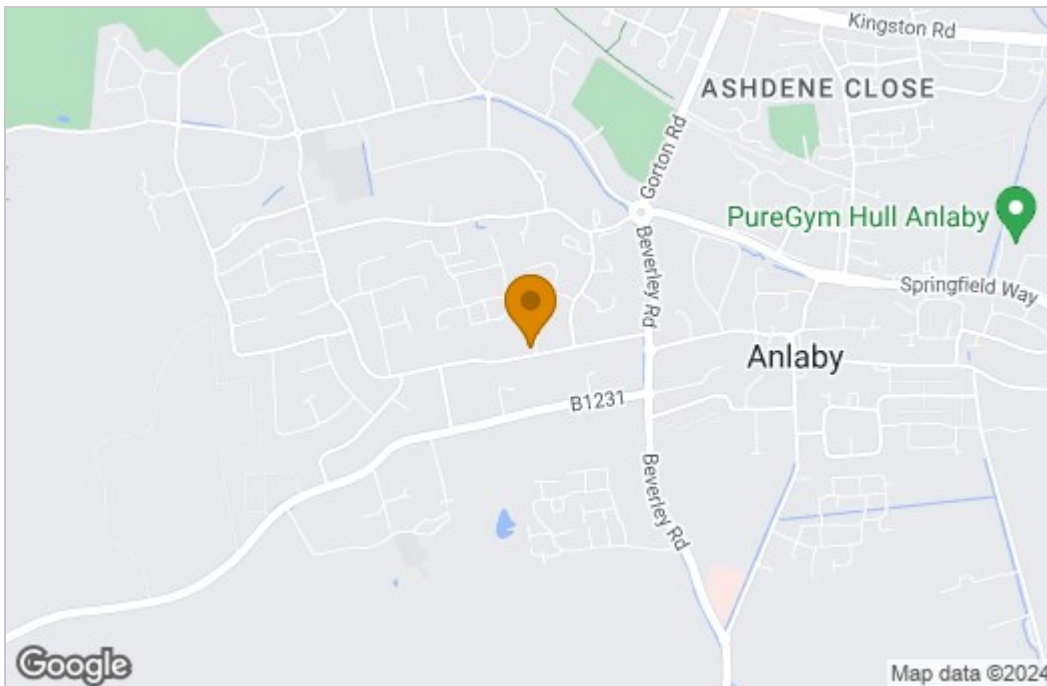 Kingston Rd
ASHDENE CLOSE
Gorton Rd
PureGym Hull Anlaby
Beverley Rd
Springfield Way
Anlaby
B1231
Beverley Rd
Google
Map data ©2024